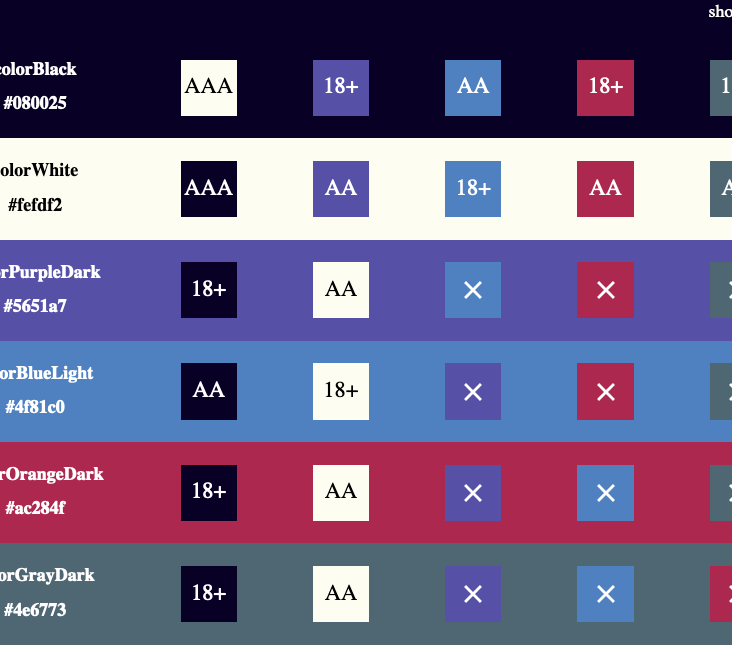 sho
colorBlack
#080025
AAA 18+ AA 18+ 1
olorWhite
#fefdf2
AAA AA 18+ AA A
rPurpleDark
#5651a7
18+ AA × ×
orBlueLight
#4f81c0
AA 18+ × ×
rOrangeDark
#ac284f
18+ AA × ×
orGrayDark
#4e6773
18+ AA × ×